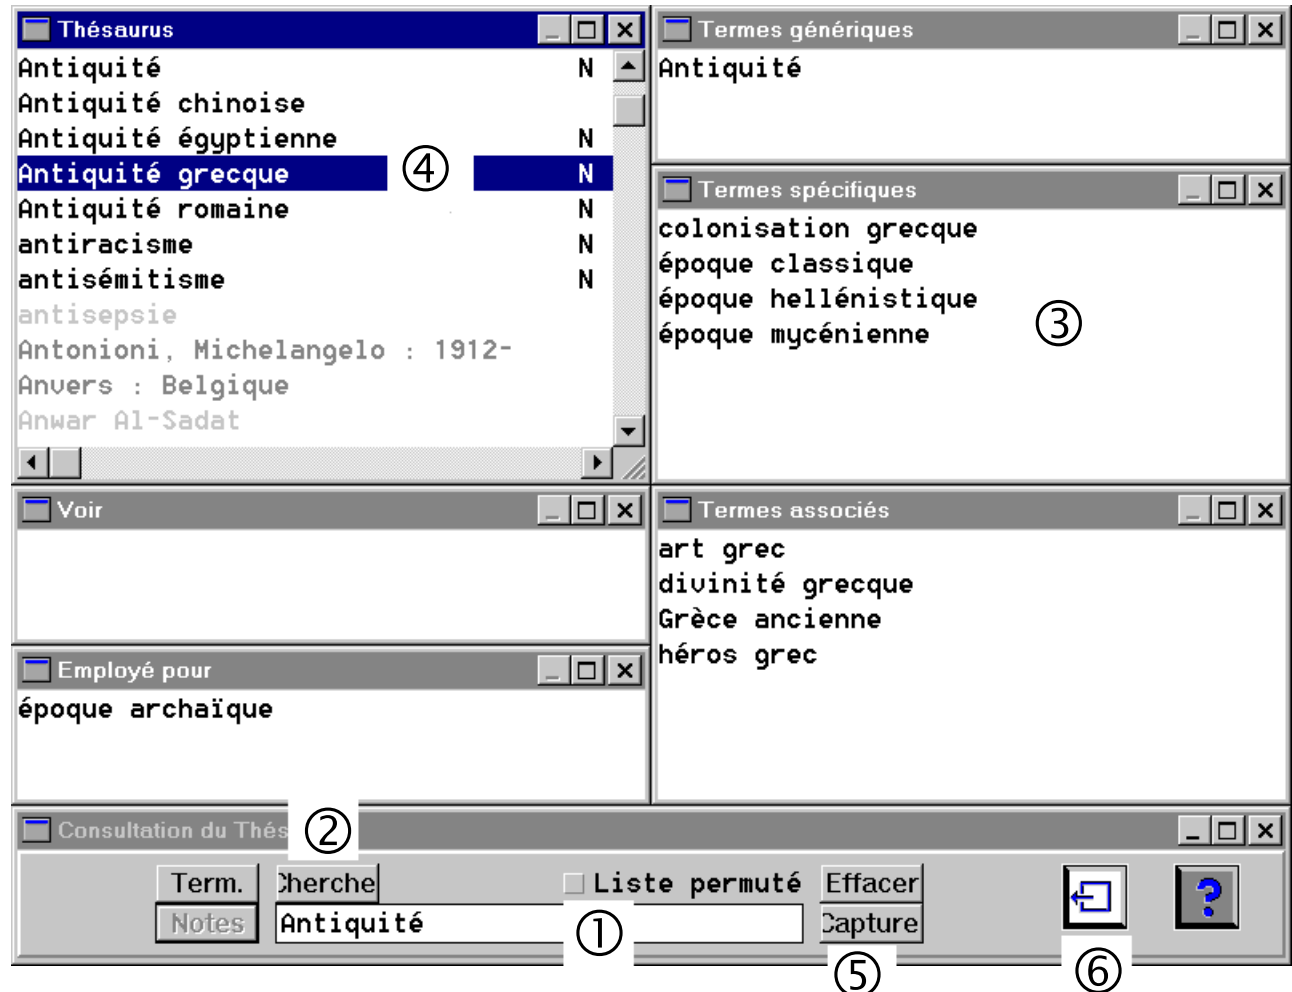 Thésaurus
Antiquité N
Antiquité chinoise
Antiquité égyptienne N
Antiquité grecque ④ N
Antiquité romaine N
antiracisme N
antisémitisme N
antisepsie
Antonioni, Michelangelo : 1912-
Anvers : Belgique
Anwar Al-Sadat
Termes génériques
Antiquité
Termes spécifiques
colonisation grecque
époque classique
époque hellénistique
époque mycénienne
③
Voir
Employé pour
époque archaïque
Termes associés
art grec
divinité grecque
Grèce ancienne
héros grec
Consultation du Thés
②
Term. Cherche Liste permuté Effacer
Notes Antiquité ① Capture
?
⑤ ⑥